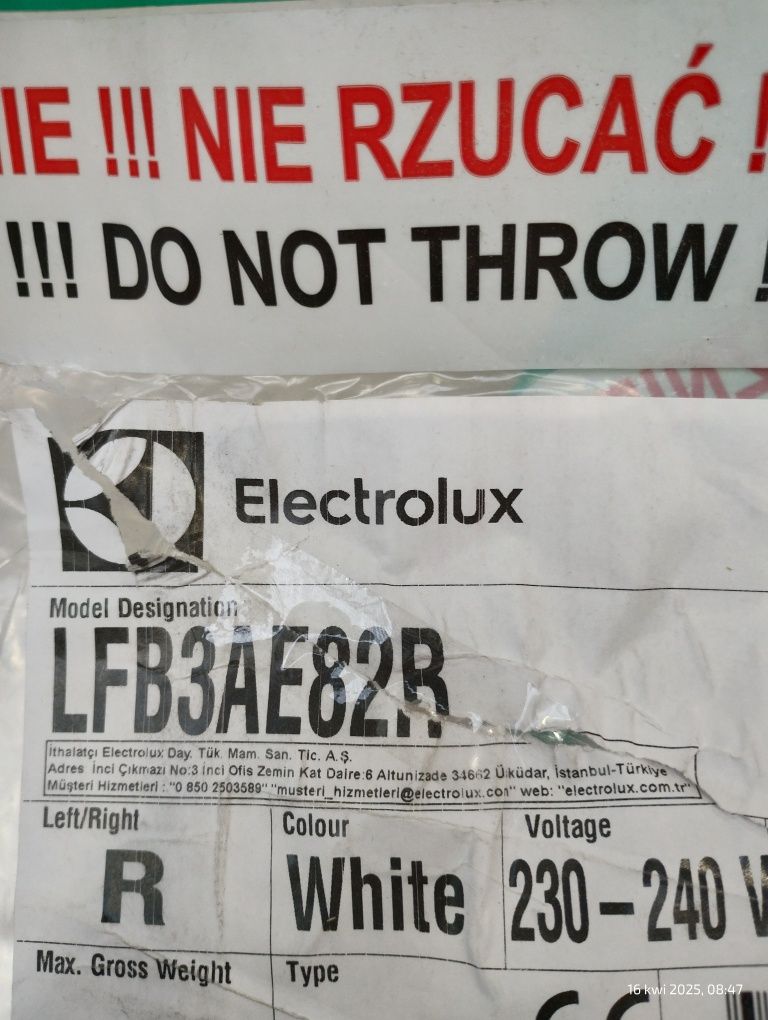 IE !!! NIE RZUCAĆ !
!!! DO NOT THROW !
Electrolux
Model Designation
LFB3AE82R
İthalatçı Electrolux Day. Tük. Mam. San. Tic. A.Ş.
Adres İnci Çıkmazı No:3 İnci Ofis Zemin Kat Daire:6 Altunizade 34662 Üküdar, İstanbul-Türkiye
Müşteri Hizmetleri : "0 850 2503589" "musteri_hizmetleri@electrolux.com" web: "electrolux.com.tr"
Left/Right Colour Voltage
R White 230-240 V
Max. Gross Weight Type
16 kwi 2025, 08:47